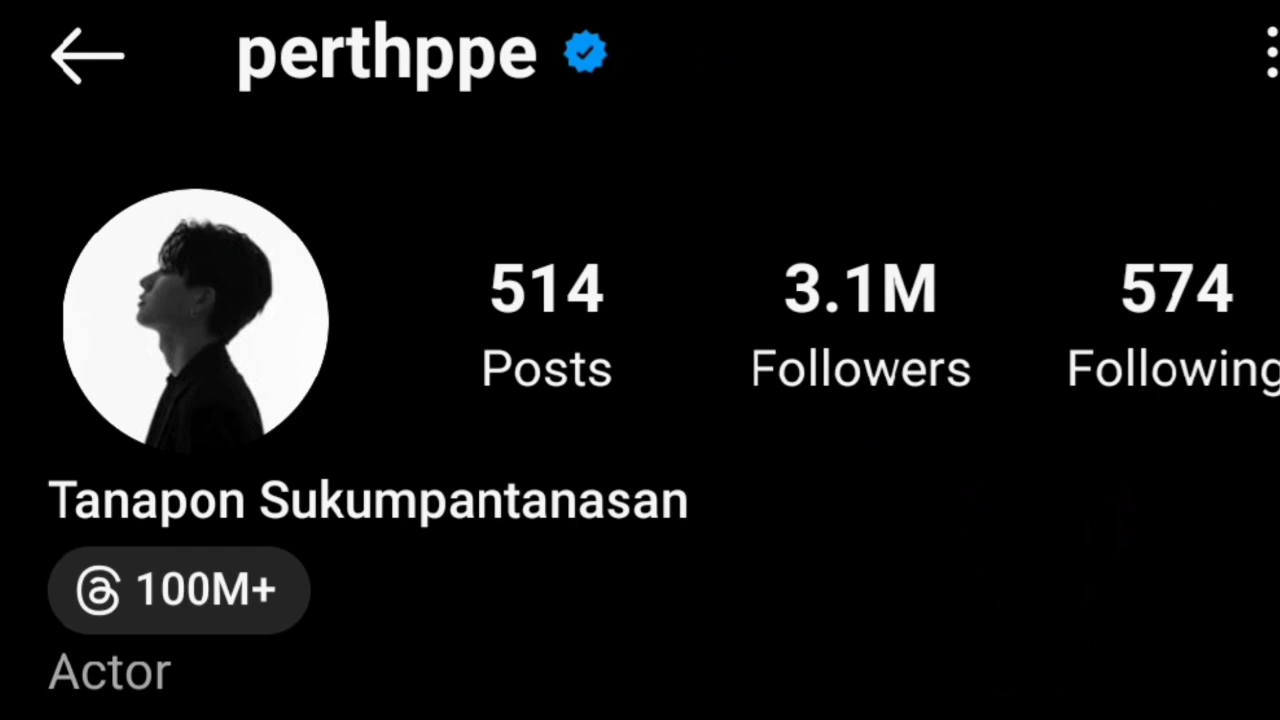 perthppe
514 3.1M 574
Posts Followers Following
Tanapon Sukumpantanasan
100M+
Actor